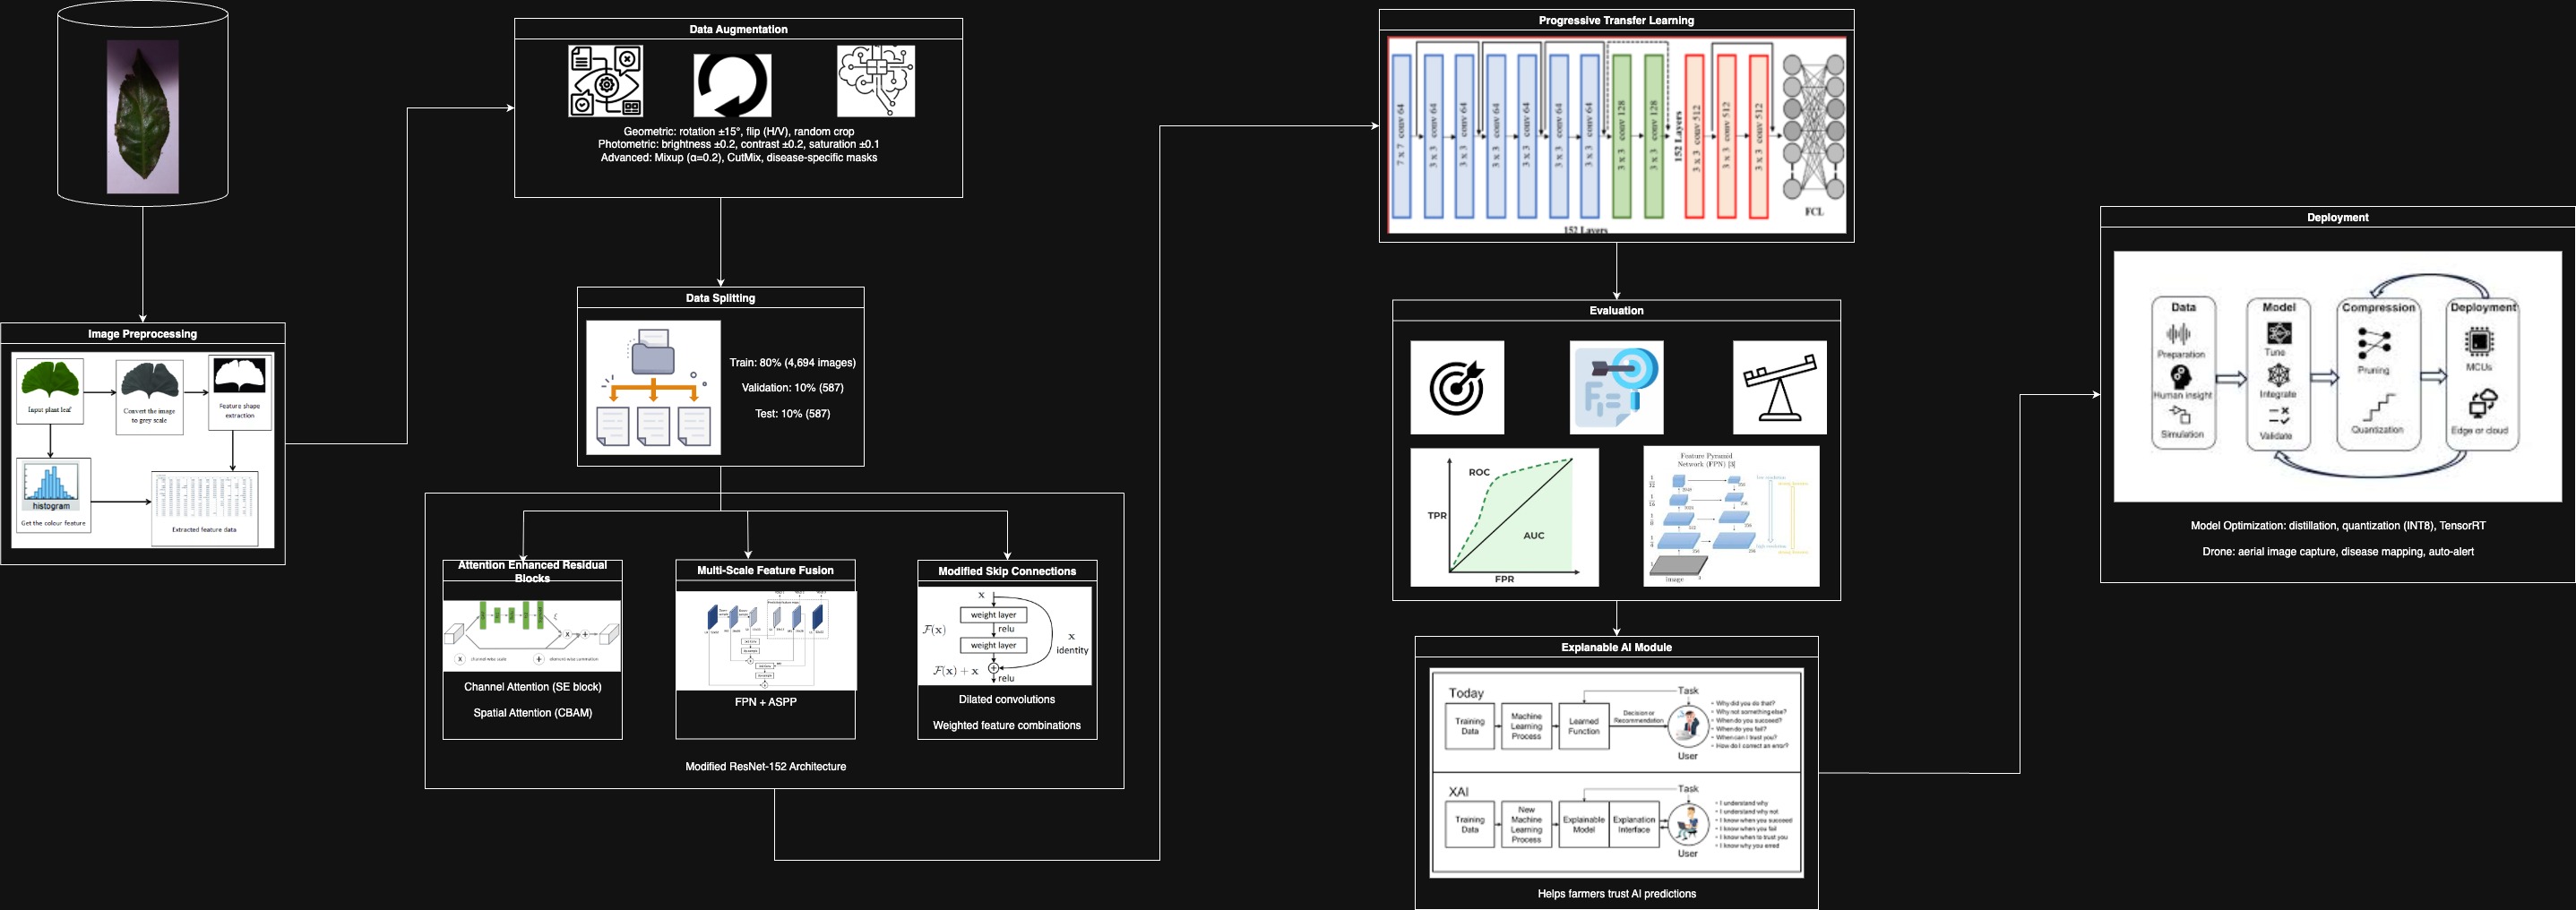 Image Preprocessing
Input plant leaf
Convert the image
to grey scale
Feature shape
extraction
histogram
Get the colour feature
Extracted feature data
Data Augmentation
Geometric: rotation ±15°, flip (H/V), random crop
Photometric: brightness ±0.2, contrast ±0.2, saturation ±0.1
Advanced: Mixup (α=0.2), CutMix, disease-specific masks
Data Splitting
Train: 80% (4,694 images)
Validation: 10% (587)
Test: 10% (587)
Attention Enhanced Residual
Blocks
Channel Attention (SE block)
Spatial Attention (CBAM)
Multi-Scale Feature Fusion
FPN + ASPP
Modified Skip Connections
x
weight layer
F(x)
relu
weight layer
x
identity
F(x) + x
relu
Dilated convolutions
Weighted feature combinations
Modified ResNet-152 Architecture
Progressive Transfer Learning
7 x 7 conv 64
3 x 3 conv 64
3 x 3 conv 64
3 x 3 conv 64
3 x 3 conv 64
3 x 3 conv 64
3 x 3 conv 64
3 x 3 conv 128
3 x 3 conv 128
152 Layers
3 x 3 conv 512
3 x 3 conv 512
3 x 3 conv 512
FCL
152 Layers
Evaluation
ROC
TPR
AUC
FPR
Feature Pyramid
Network (FPN) [3]
Image
Explanable AI Module
Today
Task
Training
Data
Machine
Learning
Process
Learned
Function
Decision or
Recommendation
User
• Why did you do that?
• Why not something else?
• When do you succeed?
• When do you fail?
• When can I trust you?
• How do I correct an error?
XAI
Task
Training
Data
New
Machine
Learning
Process
Explainable
Model
Explanation
Interface
User
• I understand why
• I understand why not
• I know when you succeed
• I know when you fail
• I know when to trust you
• I know why you erred
Helps farmers trust AI predictions
Deployment
Data
Preparation
Human insight
Simulation
Model
Tune
Integrate
Validate
Compression
Pruning
Quantization
Deployment
MCUs
Edge or cloud
Model Optimization: distillation, quantization (INT8), TensorRT
Drone: aerial image capture, disease mapping, auto-alert